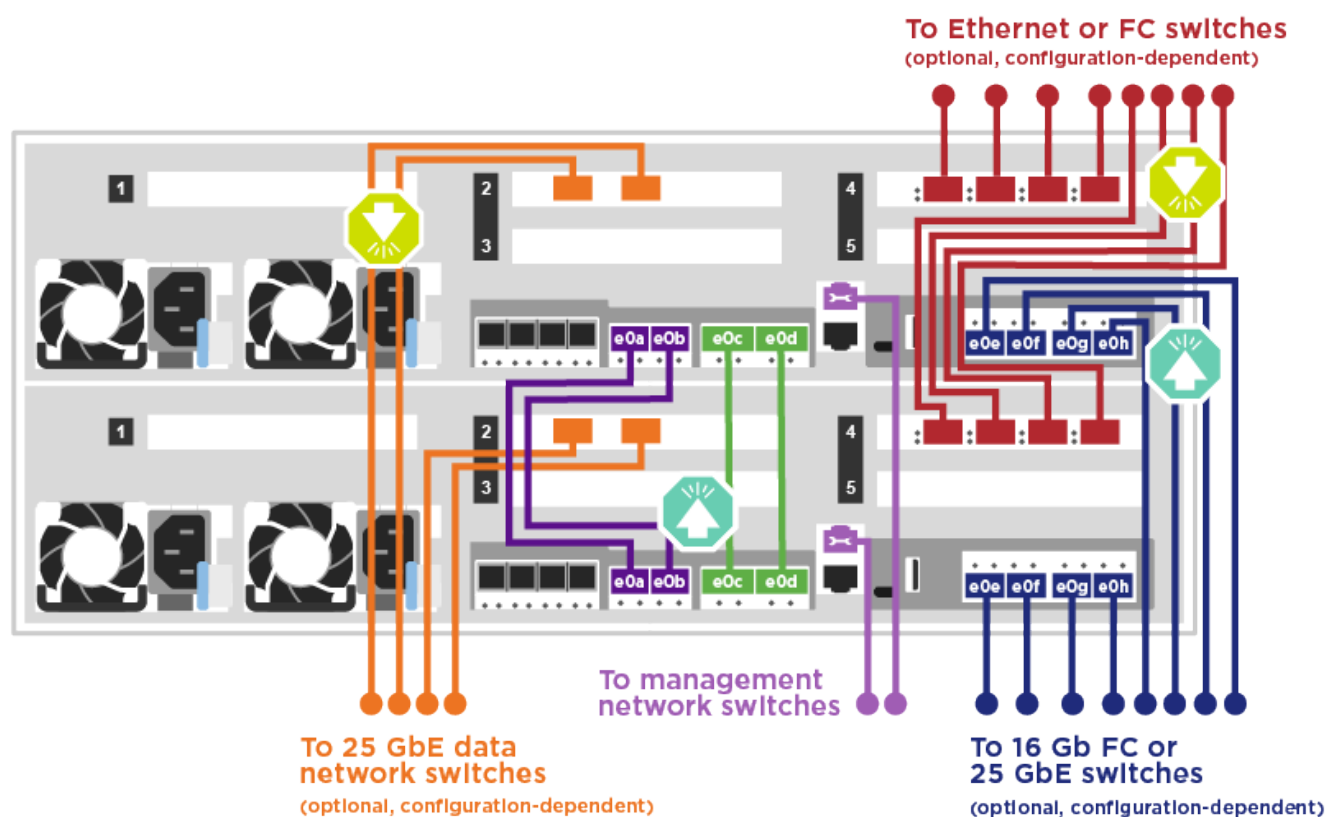 To Ethernet or FC switches
(optional, configuration-dependent)
1
2
4
3
5
e0a e0b e0c e0d
e0e e0f e0g e0h
1
2
4
3
5
e0a e0b e0c e0d
e0e e0f e0g e0h
To management
network switches
To 25 GbE data
network switches
(optional, configuration-dependent)
To 16 Gb FC or
25 GbE switches
(optional, configuration-dependent)